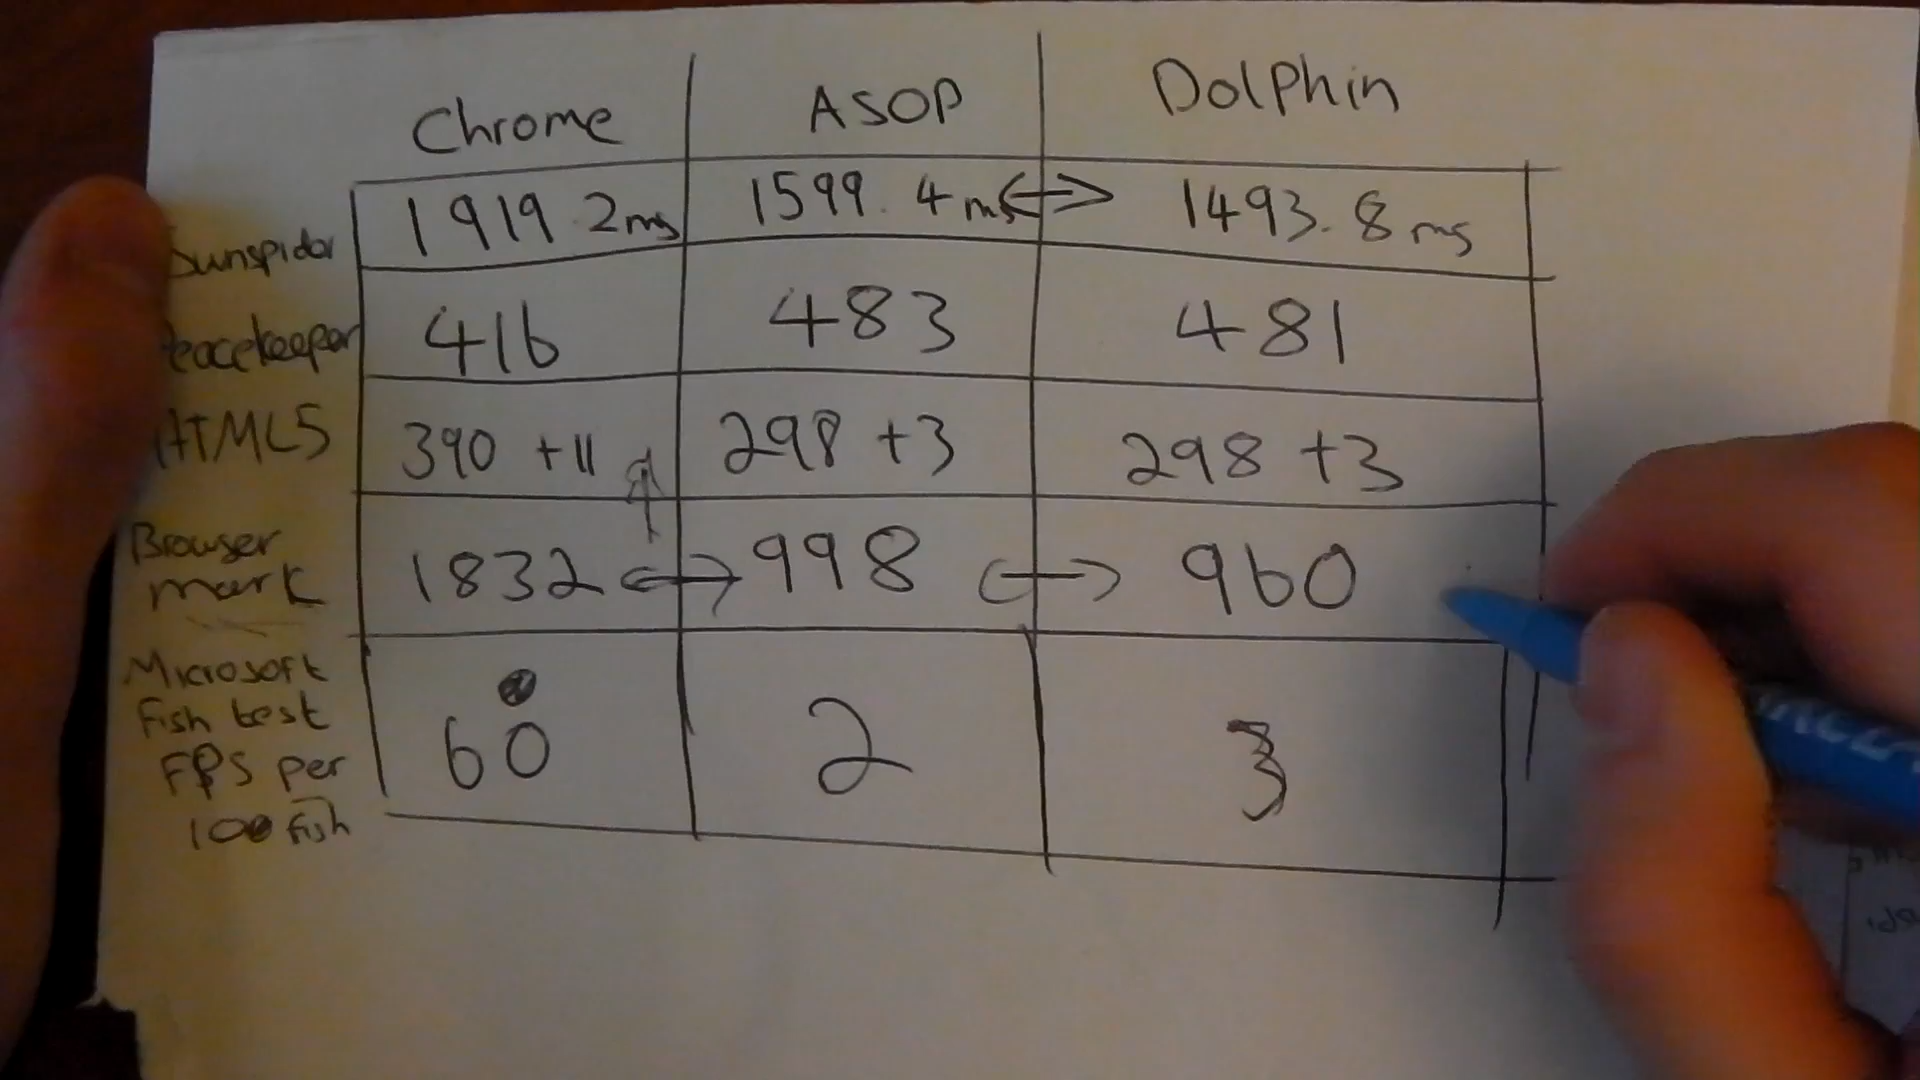 Chrome ASOP Dolphin
Sunspidar 1919.2ms 1599.4ms <-> 1493.8ms
Peacekeeper 416 483 481
HTML5 390 +11 298 +3 298 +3
Browser
mark 1832 <-> 998 <-> 960
Microsoft
Fish test
FPS per 60 2 3
100 fish